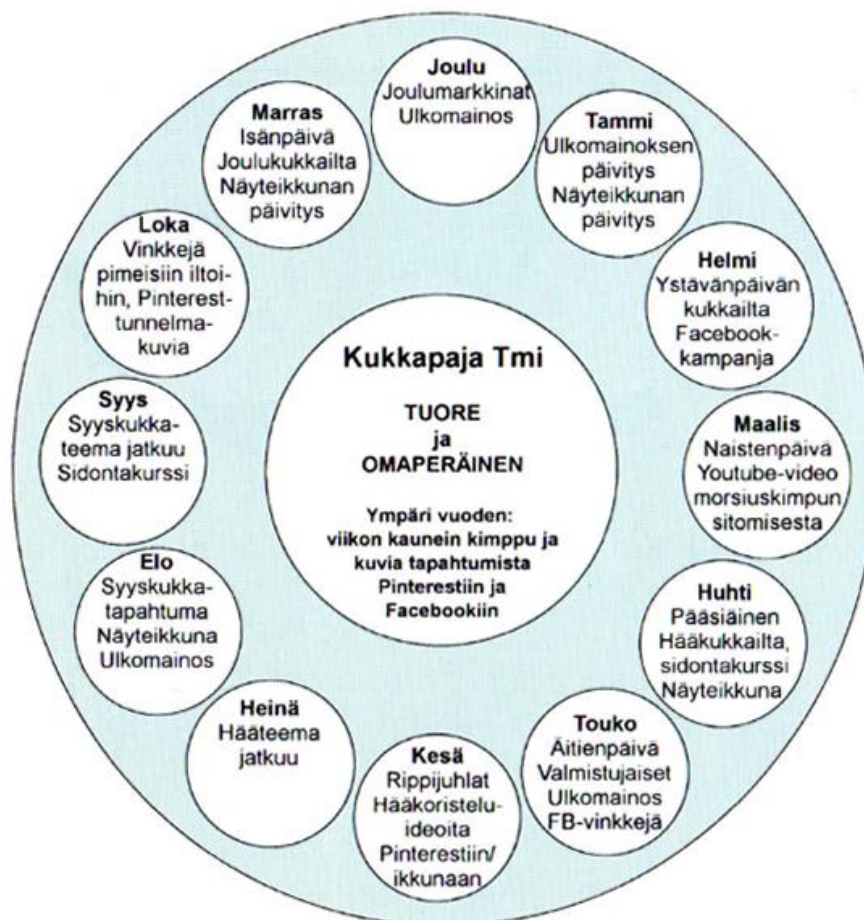 Joulu
Joulumarkkinat
Ulkomainos
Tammi
Ulkomainoksen
päivitys
Näyteikkunan
päivitys
Helmi
Ystävänpäivän
kukkailta
Facebook-
kampanja
Maalis
Naistenpäivä
Youtube-video
morsiuskimpun
sitomisesta
Huhti
Pääsiäinen
Hääkukkailta,
sidontakurssi
Näyteikkuna
Touko
Äitienpäivä
Valmistujaiset
Ulkomainos
FB-vinkkejä
Kesä
Rippijuhlat
Hääkoristelu-
ideoita
Pinterestiin/
ikkunaan
Heinä
Hääteema
jatkuu
Elo
Syyskukka-
tapahtuma
Näyteikkuna
Ulkomainos
Syys
Syyskukka-
teema jatkuu
Sidontakurssi
Loka
Vinkkejä
pimeisiin iltoi-
hin, Pinterest-
tunnelma-
kuvia
Marras
Isänpäivä
Joulukukkailta
Näyteikkunan
päivitys
Kukkapaja Tmi
TUORE
ja
OMAPERÄINEN
Ympäri vuoden:
viikon kaunein kimppu ja
kuvia tapahtumista
Pinterestiin ja
Facebookiin